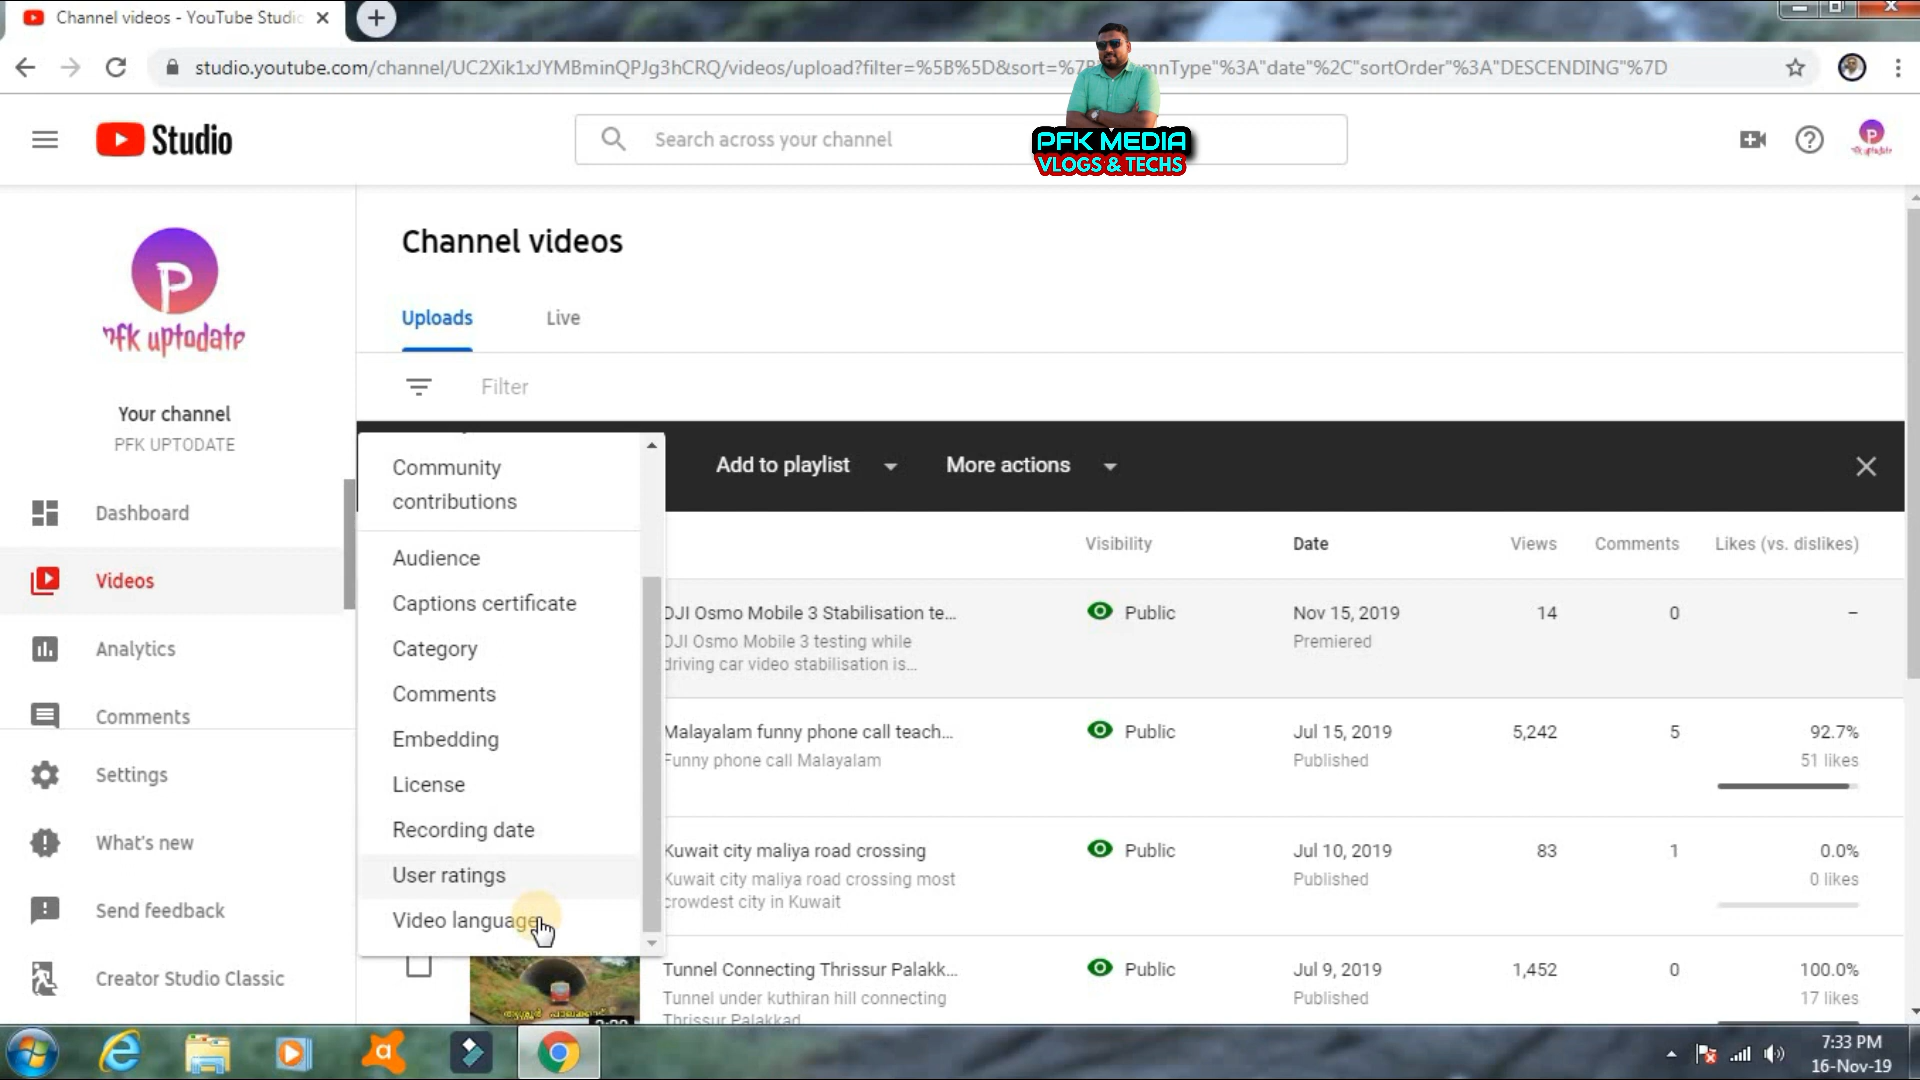 Channel videos - YouTube Studio
studio.youtube.com/channel/UC2Xik1xJYMBminQPJg3hCRQ/videos/upload?filter=%5B%5D&sort=%7B mnType"%3A"date"%2C"sortOrder"%3A"DESCENDING"%7D
Studio
Search across your channel
PFK MEDIA
VLOGS & TECHS
P
pfk uptodate
Your channel
PFK UPTODATE
Dashboard
Videos
Analytics
Comments
Settings
What's new
Send feedback
Creator Studio Classic
Channel videos
Uploads
Live
Filter
Add to playlist
More actions
Community
contributions
Audience
Captions certificate
Category
Comments
Embedding
License
Recording date
User ratings
Video language
Visibility
Date
Views
Comments
Likes (vs. dislikes)
DJI Osmo Mobile 3 Stabilisation te...
DJI Osmo Mobile 3 testing while
driving car video stabilisation is...
Public
Nov 15, 2019
Premiered
14
0
–
Malayalam funny phone call teach...
Funny phone call Malayalam
Public
Jul 15, 2019
Published
5,242
5
92.7%
51 likes
Kuwait city maliya road crossing
Kuwait city maliya road crossing most
crowdest city in Kuwait
Public
Jul 10, 2019
Published
83
1
0.0%
0 likes
Tunnel Connecting Thrissur Palakk...
Tunnel under kuthiran hill connecting
Thrissur Palakkad
Public
Jul 9, 2019
Published
1,452
0
100.0%
17 likes
7:33 PM
16-Nov-19